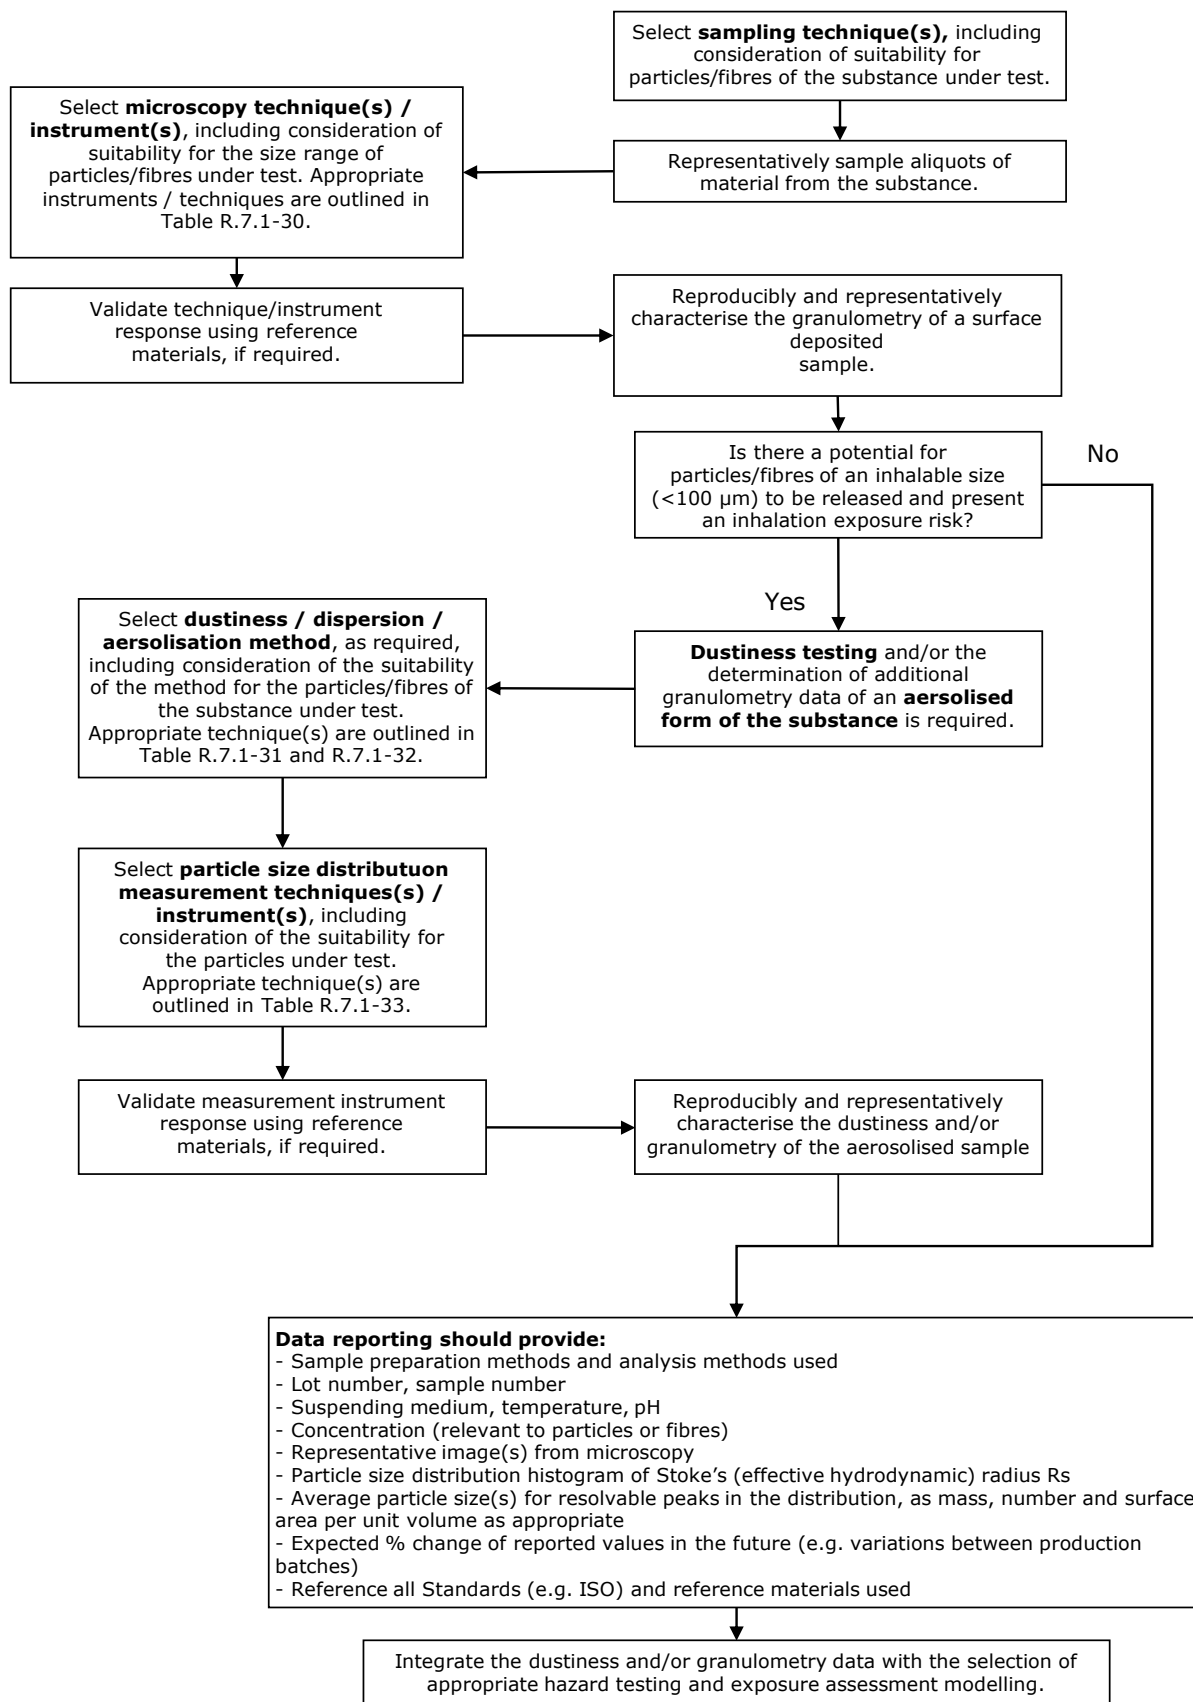 Select sampling technique(s), including
consideration of suitability for
particles/fibres of the substance under test.
Representatively sample aliquots of
material from the substance.
Select microscopy technique(s) /
instrument(s), including consideration of
suitability for the size range of
particles/fibres under test. Appropriate
instruments / techniques are outlined in
Table R.7.1-30.
Validate technique/instrument
response using reference
materials, if required.
Reproducibly and representatively
characterise the granulometry of a surface
deposited
sample.
Is there a potential for
particles/fibres of an inhalable size
(<100 µm) to be released and present
an inhalation exposure risk?
No
Yes
Dustiness testing and/or the
determination of additional
granulometry data of an aersolised
form of the substance is required.
Select dustiness / dispersion /
aersolisation method, as required,
including consideration of the suitability
of the method for the particles/fibres of
the substance under test.
Appropriate technique(s) are outlined in
Table R.7.1-31 and R.7.1-32.
Select particle size distributuon
measurement techniques(s) /
instrument(s), including
consideration of the suitability for
the particles under test.
Appropriate technique(s) are
outlined in Table R.7.1-33.
Validate measurement instrument
response using reference
materials, if required.
Reproducibly and representatively
characterise the dustiness and/or
granulometry of the aerosolised sample
Data reporting should provide:
- Sample preparation methods and analysis methods used
- Lot number, sample number
- Suspending medium, temperature, pH
- Concentration (relevant to particles or fibres)
- Representative image(s) from microscopy
- Particle size distribution histogram of Stoke’s (effective hydrodynamic) radius Rs
- Average particle size(s) for resolvable peaks in the distribution, as mass, number and surface
area per unit volume as appropriate
- Expected % change of reported values in the future (e.g. variations between production
batches)
- Reference all Standards (e.g. ISO) and reference materials used
Integrate the dustiness and/or granulometry data with the selection of
appropriate hazard testing and exposure assessment modelling.